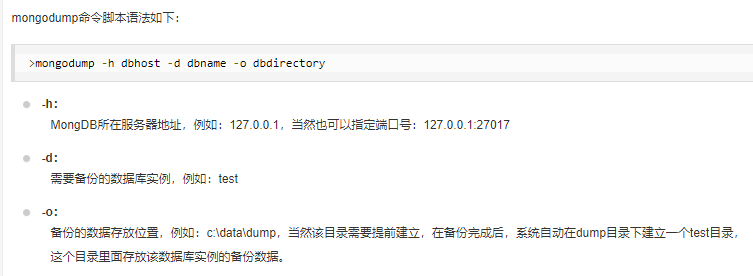 mongodump命令脚本语法如下：
>mongodump -h dbhost -d dbname -o dbdirectory
-h：
MongDB所在服务器地址，例如：127.0.0.1，当然也可以指定端口号：127.0.0.1:27017
-d：
需要备份的数据库实例，例如：test
-o：
备份的数据存放位置，例如：c:\data\dump，当然该目录需要提前建立，在备份完成后，系统自动在dump目录下建立一个test目录，
这个目录里面存放该数据库实例的备份数据。